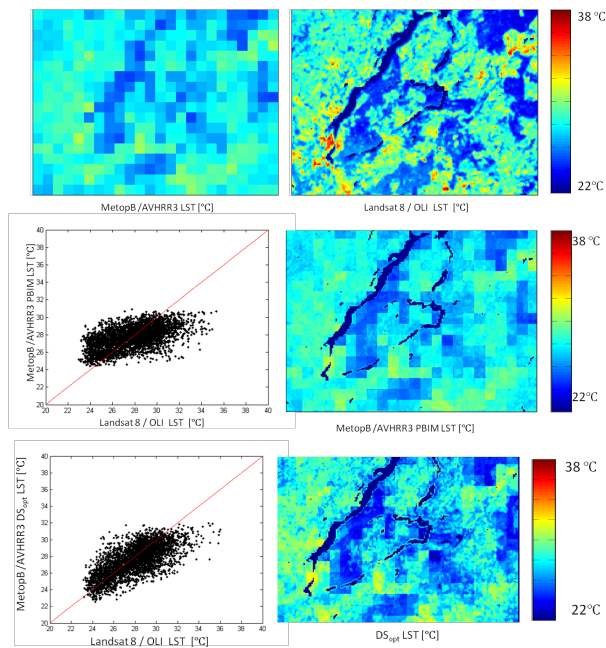 38 °C
22°C
MetopB /AVHRR3 LST [°C]
Landsat 8 / OLI LST [°C]
40
38
36
34
32
30
28
26
24
22
20
20 22 24 26 28 30 32 34 36 38 40
MetopB /AVHRR3 PBIM LST [°C]
Landsat 8 / OLI LST [°C]
38 °C
22°C
MetopB/AVHRR3 PBIM LST [°C]
40
38
36
34
32
30
28
26
24
22
20
20 22 24 26 28 30 32 34 36 38 40
MetopB /AVHRR3 DSopt LST [°C]
Landsat 8 / OLI LST [°C]
38 °C
22°C
DSopt LST [°C]